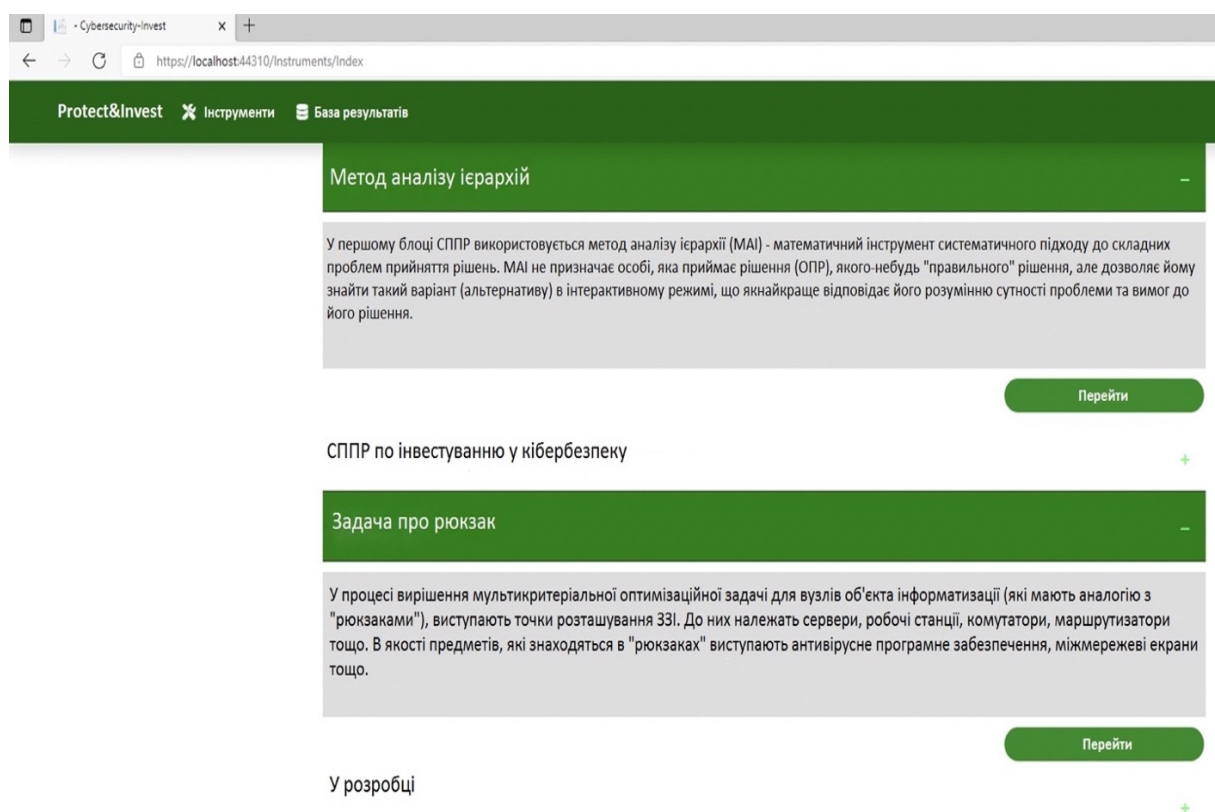 - Cybersecurity-Invest
https://localhost:44310/Instruments/Index
Protect&Invest Інструменти База результатів
Метод аналізу ієрархій
У першому блоці СППР використовується метод аналізу ієрархії (МАІ) - математичний інструмент систематичного підходу до складних
проблем прийняття рішень. МАІ не призначає особі, яка приймає рішення (ОПР), якого-небудь "правильного" рішення, але дозволяє йому
знайти такий варіант (альтернативу) в інтерактивному режимі, що якнайкраще відповідає його розумінню сутності проблеми та вимог до
його рішення.
Перейти
СППР по інвестуванню у кібербезпеку
Задача про рюкзак
У процесі вирішення мультикритеріальної оптимізаційної задачі для вузлів об'єкта інформатизації (які мають аналогію з
"рюкзаками"), виступають точки розташування ЗЗІ. До них належать сервери, робочі станції, комутатори, маршрутизатори
тощо. В якості предметів, які знаходяться в "рюкзаках" виступають антивірусне програмне забезпечення, міжмережеві екрани
тощо.
Перейти
У розробці